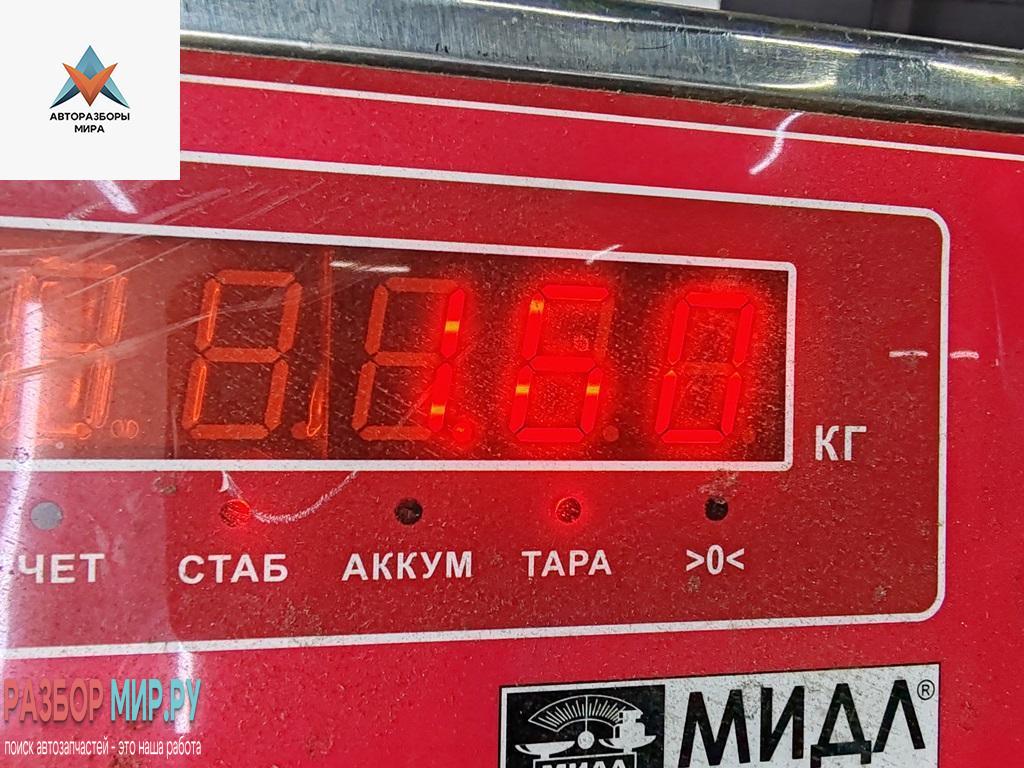 АВТОРАЗБОРЫ
МИРА
1.60
КГ
ЧЕТ СТАБ АККУМ ТАРА >0<
МИДЛ®
МИДЛ
РАЗБОР МИР.РУ
поиск автозапчастей - это наша работа